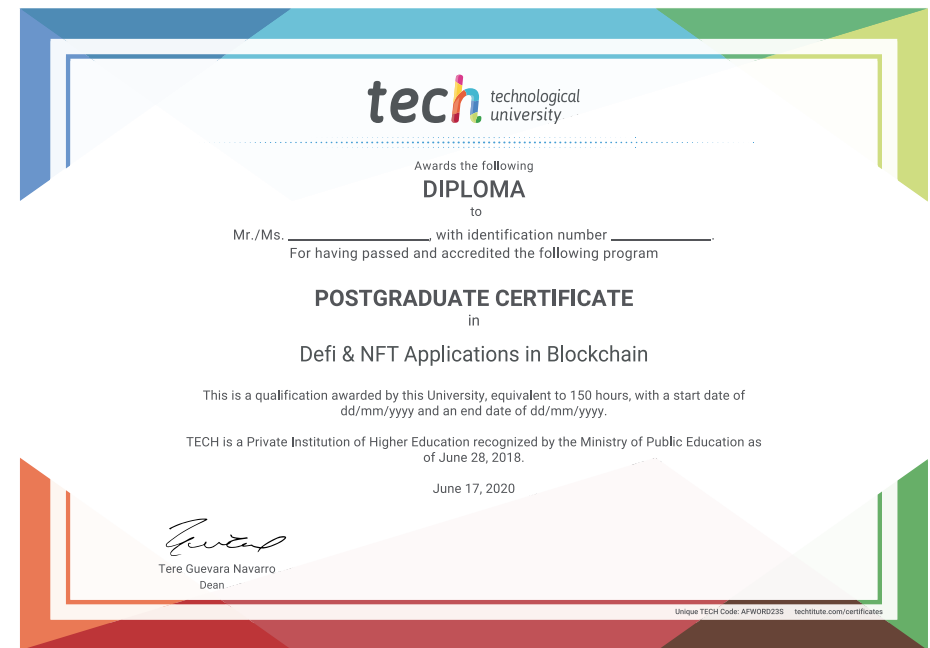 tech technological
university
Awards the following
DIPLOMA
to
Mr./Ms. ____________________, with identification number ______________.
For having passed and accredited the following program
POSTGRADUATE CERTIFICATE
in
Defi & NFT Applications in Blockchain
This is a qualification awarded by this University, equivalent to 150 hours, with a start date of
dd/mm/yyyy and an end date of dd/mm/yyyy.
TECH is a Private Institution of Higher Education recognized by the Ministry of Public Education as
of June 28, 2018.
June 17, 2020
Tere Guevara Navarro
Dean
Unique TECH Code: AFWORD23S techtitute.com/certificates